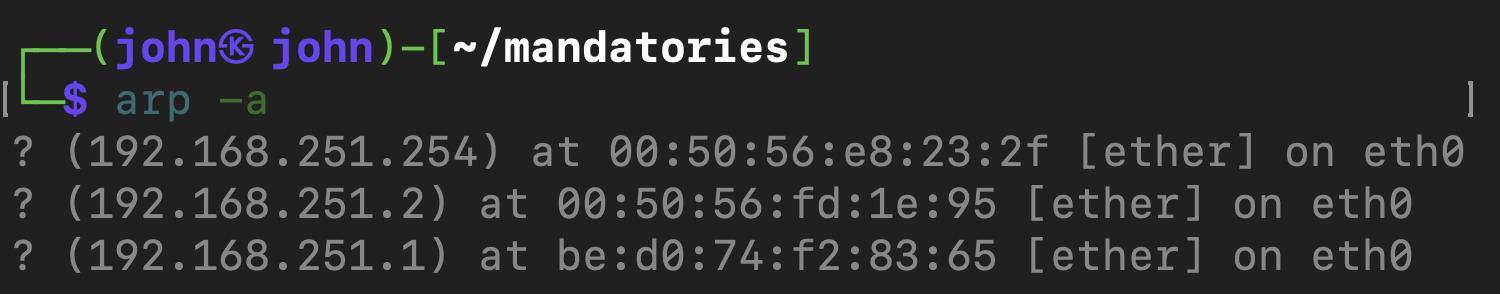 ┌──(john㉿ john)-[~/mandatories]
[└─$ arp -a ]
? (192.168.251.254) at 00:50:56:e8:23:2f [ether] on eth0
? (192.168.251.2) at 00:50:56:fd:1e:95 [ether] on eth0
? (192.168.251.1) at be:d0:74:f2:83:65 [ether] on eth0